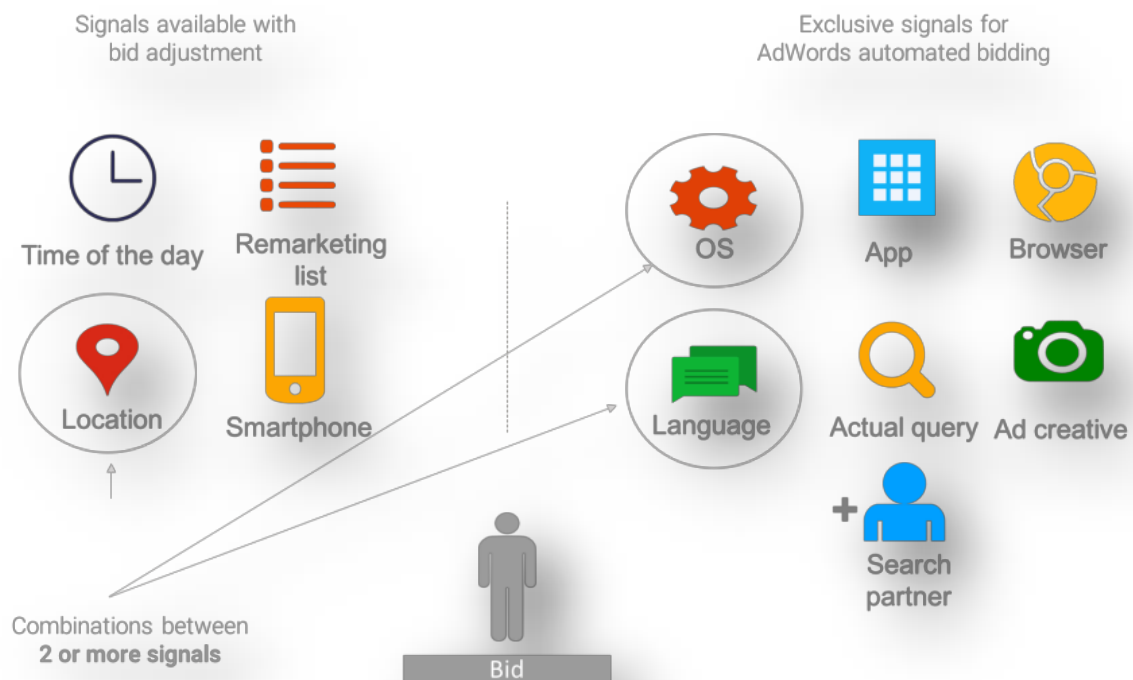 Signals available with
bid adjustment
Exclusive signals for
AdWords automated bidding
Time of the day
Remarketing
list
OS
App
Browser
Location
Smartphone
Language
Actual query
Ad creative
+
Search
partner
Combinations between
2 or more signals
Bid